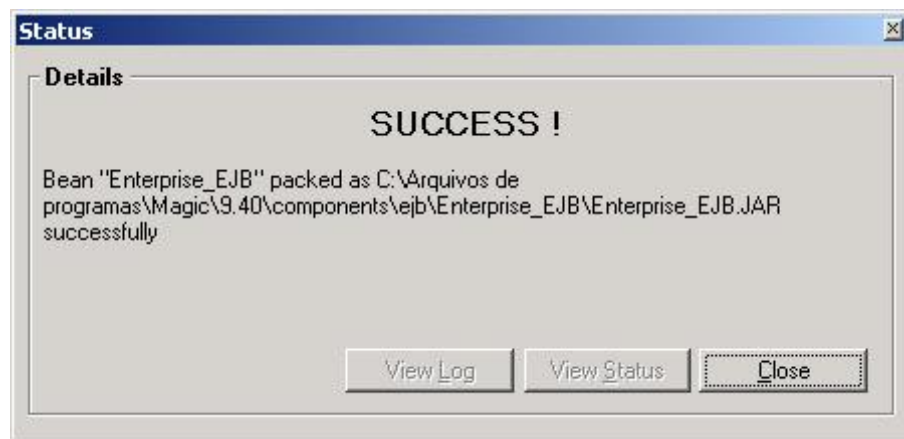 Status
Details
SUCCESS !
Bean "Enterprise_EJB" packed as C:\Arquivos de
programas\Magic\9.40\components\ejb\Enterprise_EJB\Enterprise_EJB.JAR
successfully
View Log
View Status
Close